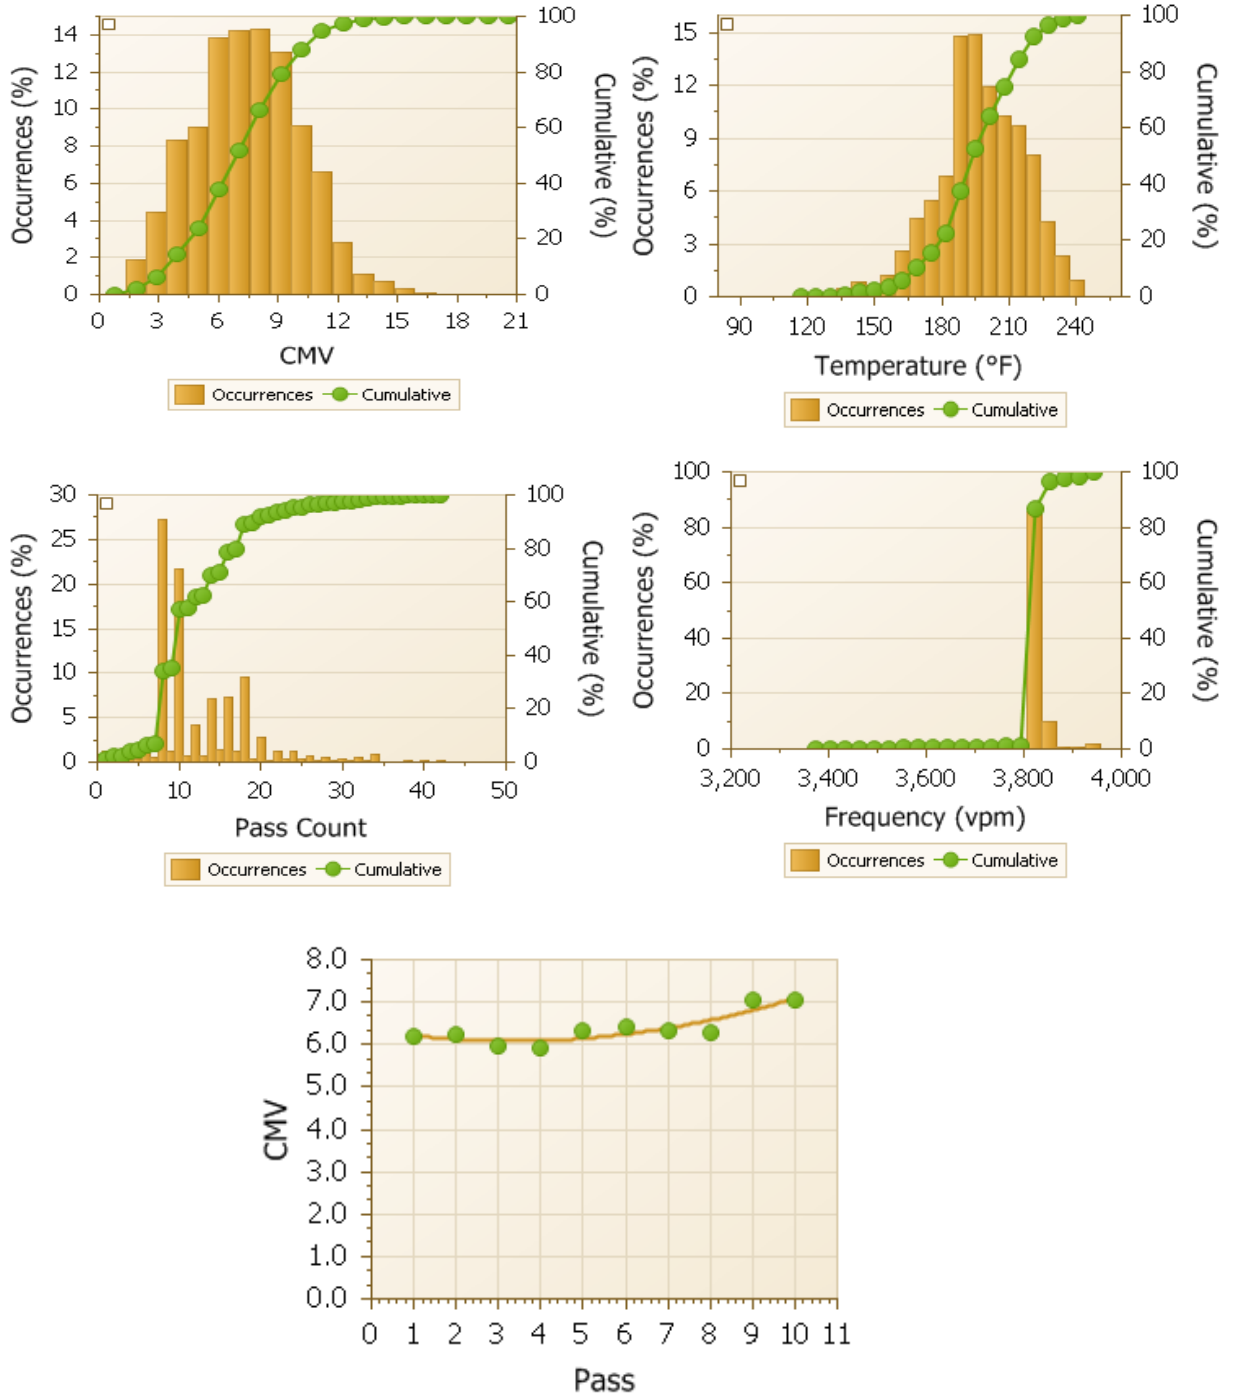 14
12
10
8
6
4
2
0
Occurrences (%)
100
80
60
40
20
0
Cumulative (%)
0 3 6 9 12 15 18 21
CMV
Occurrences Cumulative
15
12
9
6
3
0
Occurrences (%)
100
80
60
40
20
0
Cumulative (%)
90 120 150 180 210 240
Temperature (°F)
Occurrences Cumulative
30
25
20
15
10
5
0
Occurrences (%)
100
80
60
40
20
0
Cumulative (%)
0 10 20 30 40 50
Pass Count
Occurrences Cumulative
100
80
60
40
20
0
Occurrences (%)
100
80
60
40
20
0
Cumulative (%)
3,200 3,400 3,600 3,800 4,000
Frequency (vpm)
Occurrences Cumulative
8.0
7.0
6.0
5.0
4.0
3.0
2.0
1.0
0.0
CMV
0 1 2 3 4 5 6 7 8 9 10 11
Pass